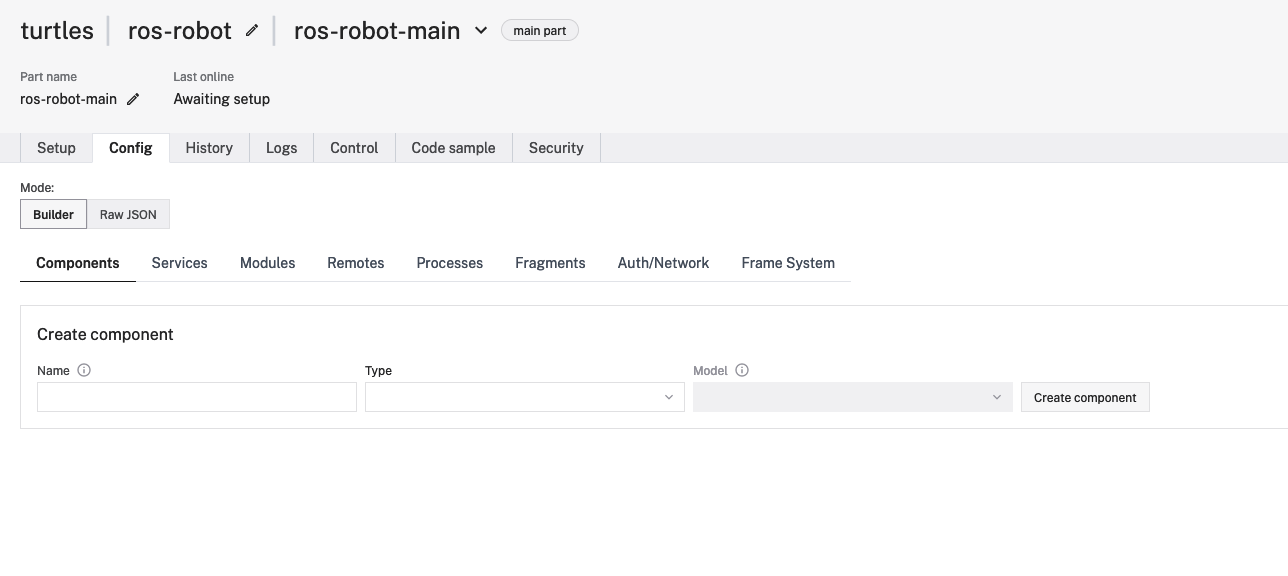 turtles ros-robot ros-robot-main main part
Part name Last online
ros-robot-main Awaiting setup
Setup Config History Logs Control Code sample Security
Mode:
Builder Raw JSON
Components Services Modules Remotes Processes Fragments Auth/Network Frame System
Create component
Name Type Model
Create component